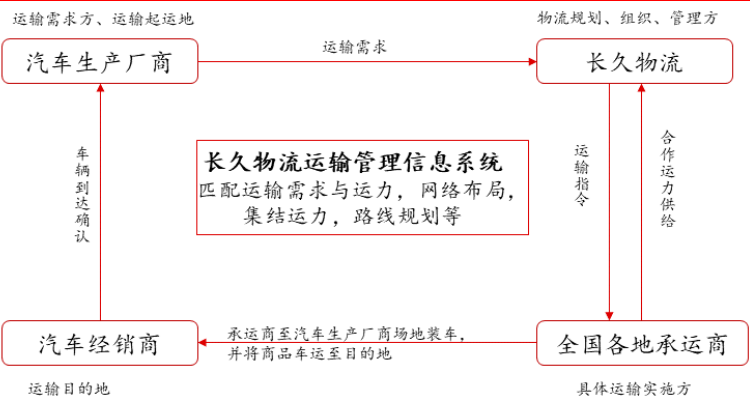 运输需求方、运输起运地
物流规划、组织、管理方
汽车生产厂商
运输需求
长久物流
车辆到达确认
长久物流运输管理信息系统
匹配运输需求与运力，网络布局，
集结运力，路线规划等
运输指令
合作运力供给
汽车经销商
承运商至汽车生产厂商场地装车，
并将商品车运至目的地
全国各地承运商
运输目的地
具体运输实施方